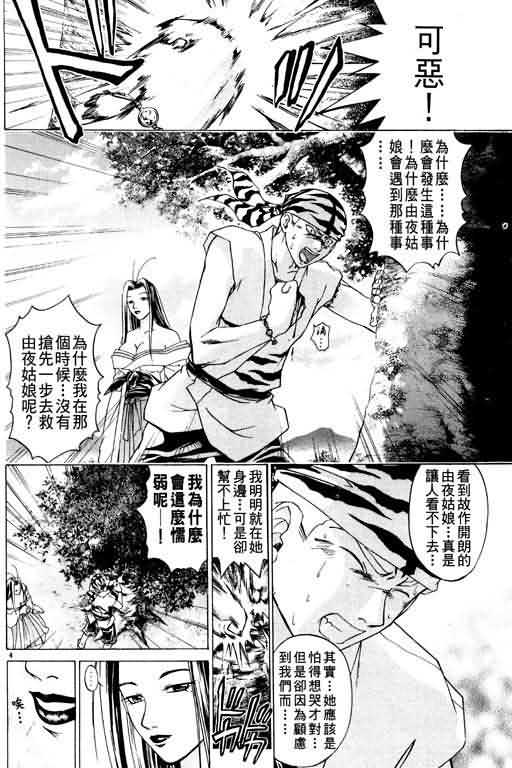 可惡！
為什麼……為什
麼會發生這種事
！為什麼由夜姑
娘會遇到那種事
……
為什麼我在那
個時候…沒有
搶先一步去救
由夜姑娘呢？
看到故作開朗的
由夜姑娘…真是
讓人看不下去…
其實…她應該是
怕得想哭才對…
但是卻因為顧慮
到我們而……
我明明就在她
身邊…可是卻
幫不上忙！
我為什麼
會這麼懦
弱呢—！
……
唉…
4